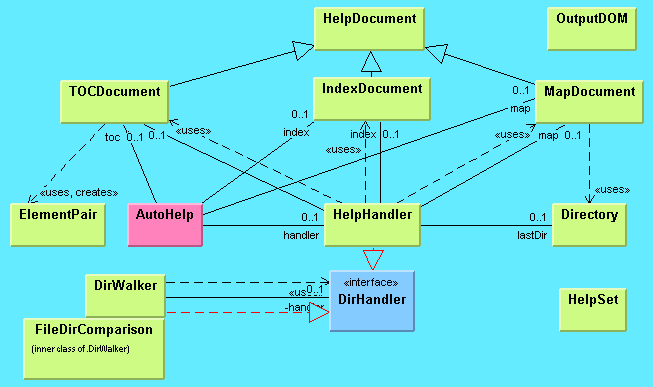 HelpDocument
OutputDOM
TOCDocument
IndexDocument
MapDocument
0..1
0..1
map
toc 0..1
0..1
«uses»
index
index
0..1
«uses»
map 0..1
«uses»
«uses, creates»
«uses»
ElementPair
AutoHelp
0..1
handler
HelpHandler
0..1
lastDir
Directory
DirWalker
«interface»
DirHandler
0..1
-handler
HelpSet
FileDirComparison
(inner class of .DirWalker)